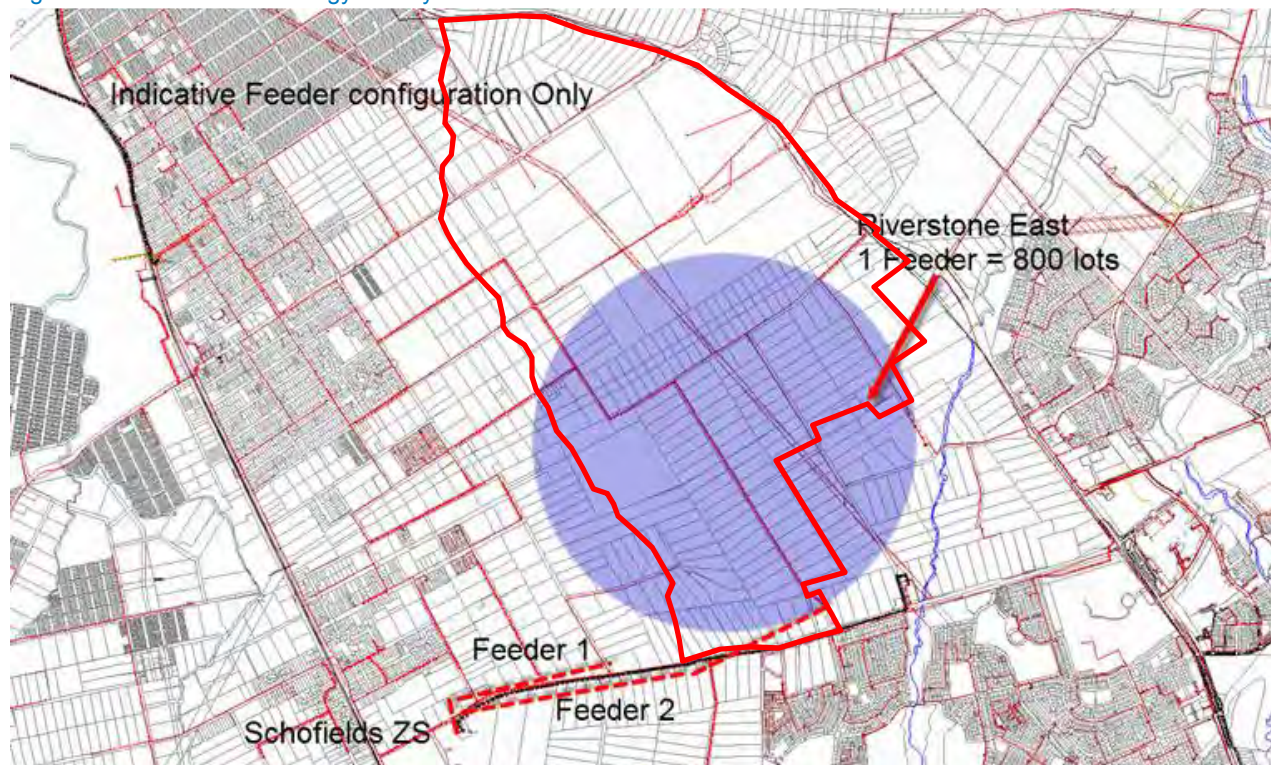 Indicative Feeder configuration Only
Riverstone East
1 Feeder = 800 lots
Feeder 1
Feeder 2
Schofields ZS